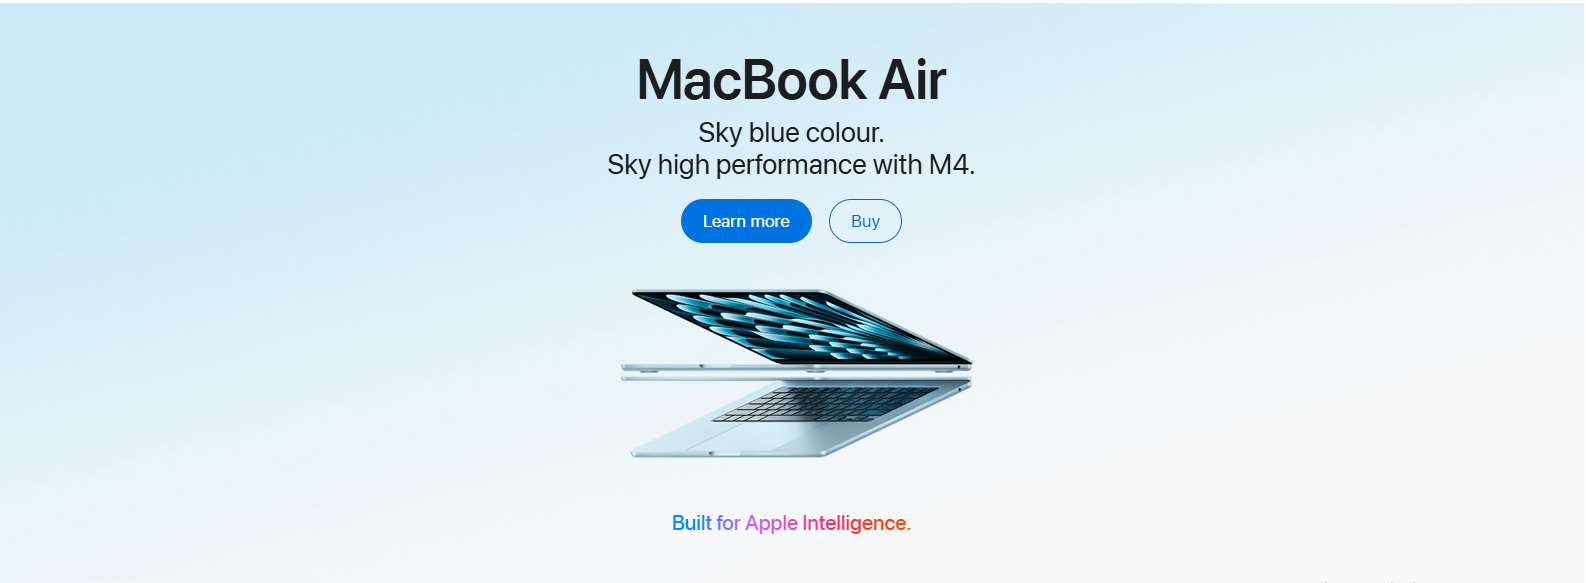 MacBook Air
Sky blue colour.
Sky high performance with M4.
Learn more
Buy
Built for Apple Intelligence.